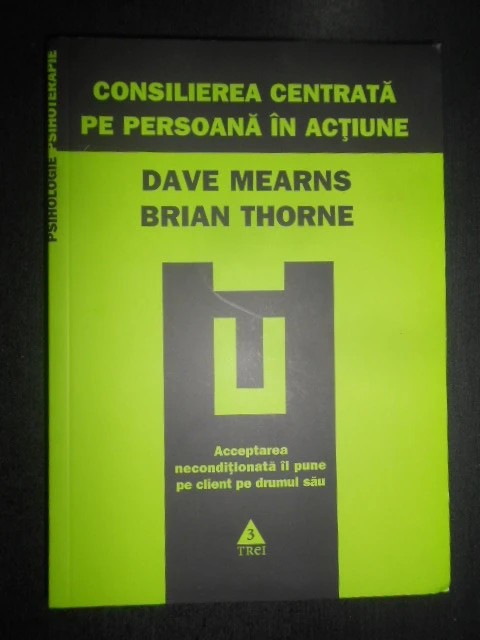 PSIHOLOGIE PSIHOTERAPIE
CONSILIEREA CENTRATĂ
PE PERSOANĂ ÎN ACŢIUNE
DAVE MEARNS
BRIAN THORNE
Acceptarea
necondiţionată îl pune
pe client pe drumul său
3
TREI